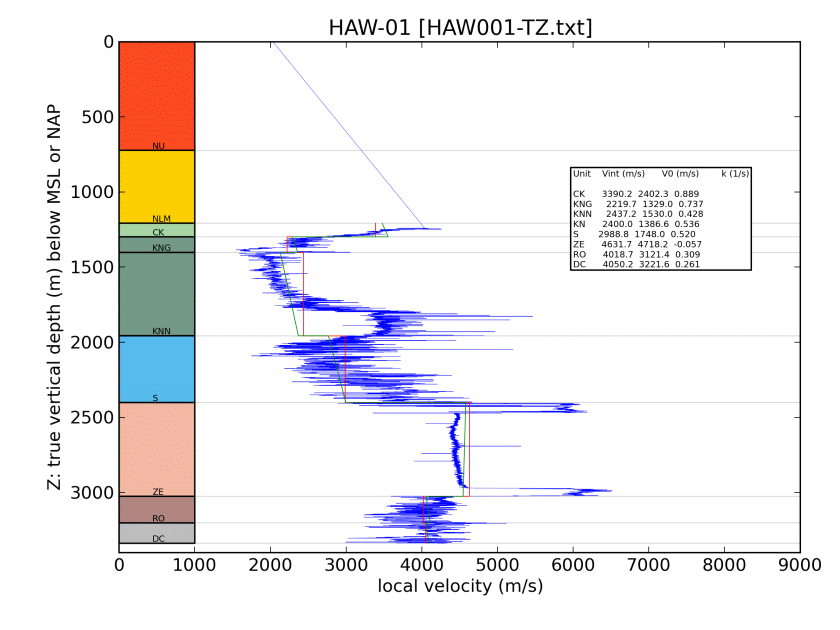 HAW-01 [HAW001-TZ.txt]
0
500
1000
1500
2000
2500
3000
Z: true vertical depth (m) below MSL or NAP
NU
NLM
CK
KNG
KNN
S
ZE
RO
DC
Unit Vint (m/s) V0 (m/s) k (1/s)
CK 3390.2 2402.3 0.889
KNG 2219.7 1329.0 0.737
KNN 2437.2 1530.0 0.428
KN 2400.0 1386.6 0.536
S 2988.8 1748.0 0.520
ZE 4631.7 4718.2 -0.057
RO 4018.7 3121.4 0.309
DC 4050.2 3221.6 0.261
0 1000 2000 3000 4000 5000 6000 7000 8000 9000
local velocity (m/s)